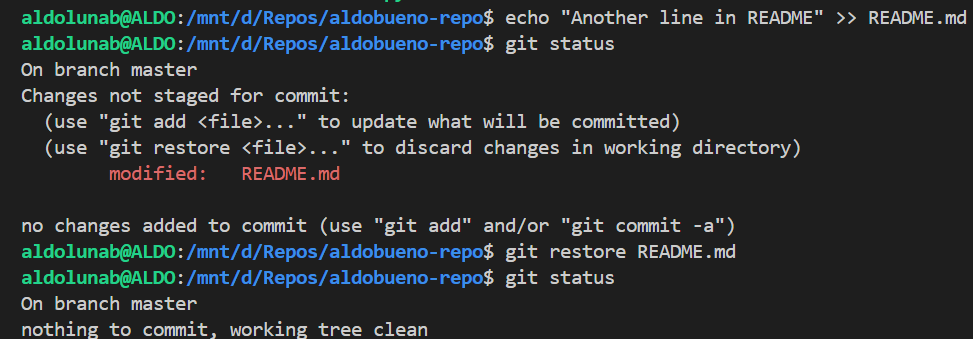 aldolunab@ALDO:/mnt/d/Repos/aldobueno-repo$ echo "Another line in README" >> README.md
aldolunab@ALDO:/mnt/d/Repos/aldobueno-repo$ git status
On branch master
Changes not staged for commit:
  (use "git add <file>..." to update what will be committed)
  (use "git restore <file>..." to discard changes in working directory)
        modified:   README.md

no changes added to commit (use "git add" and/or "git commit -a")
aldolunab@ALDO:/mnt/d/Repos/aldobueno-repo$ git restore README.md
aldolunab@ALDO:/mnt/d/Repos/aldobueno-repo$ git status
On branch master
nothing to commit, working tree clean